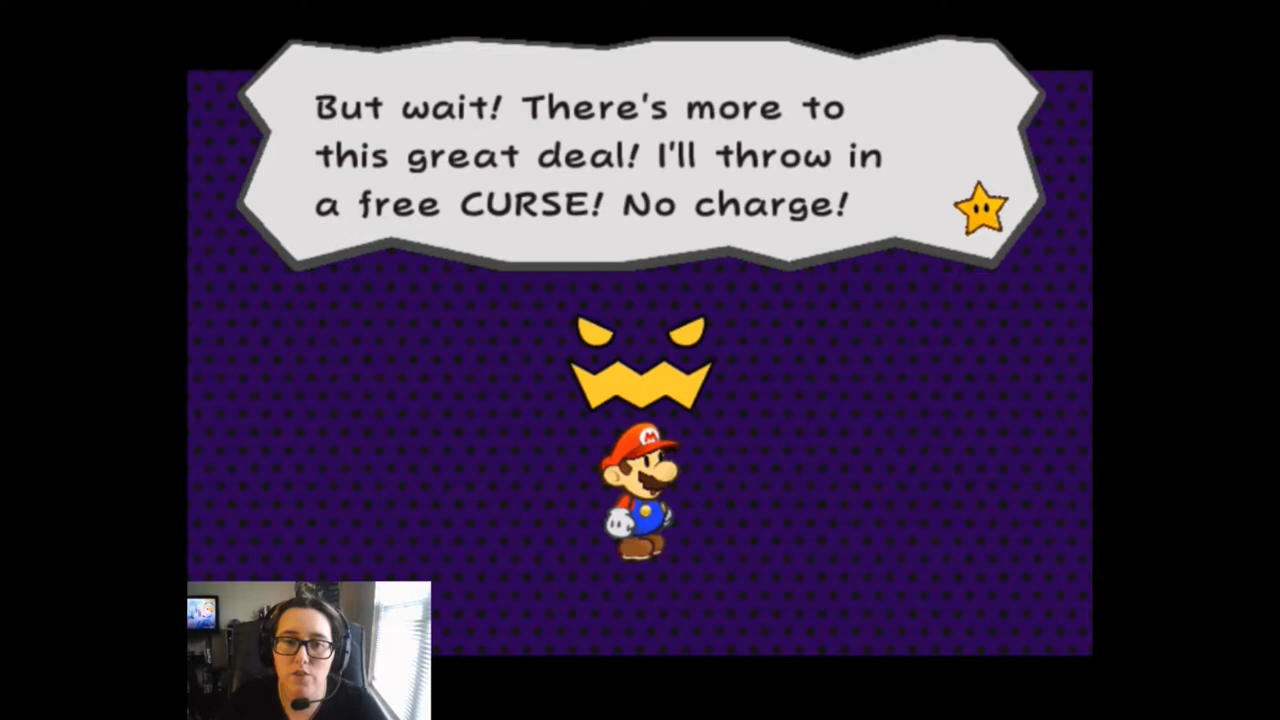 But wait! There's more to
this great deal! I'll throw in
a free CURSE! No charge!
M